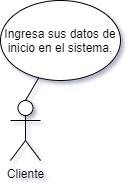 Ingresa sus datos de
inicio en el sistema.
Cliente